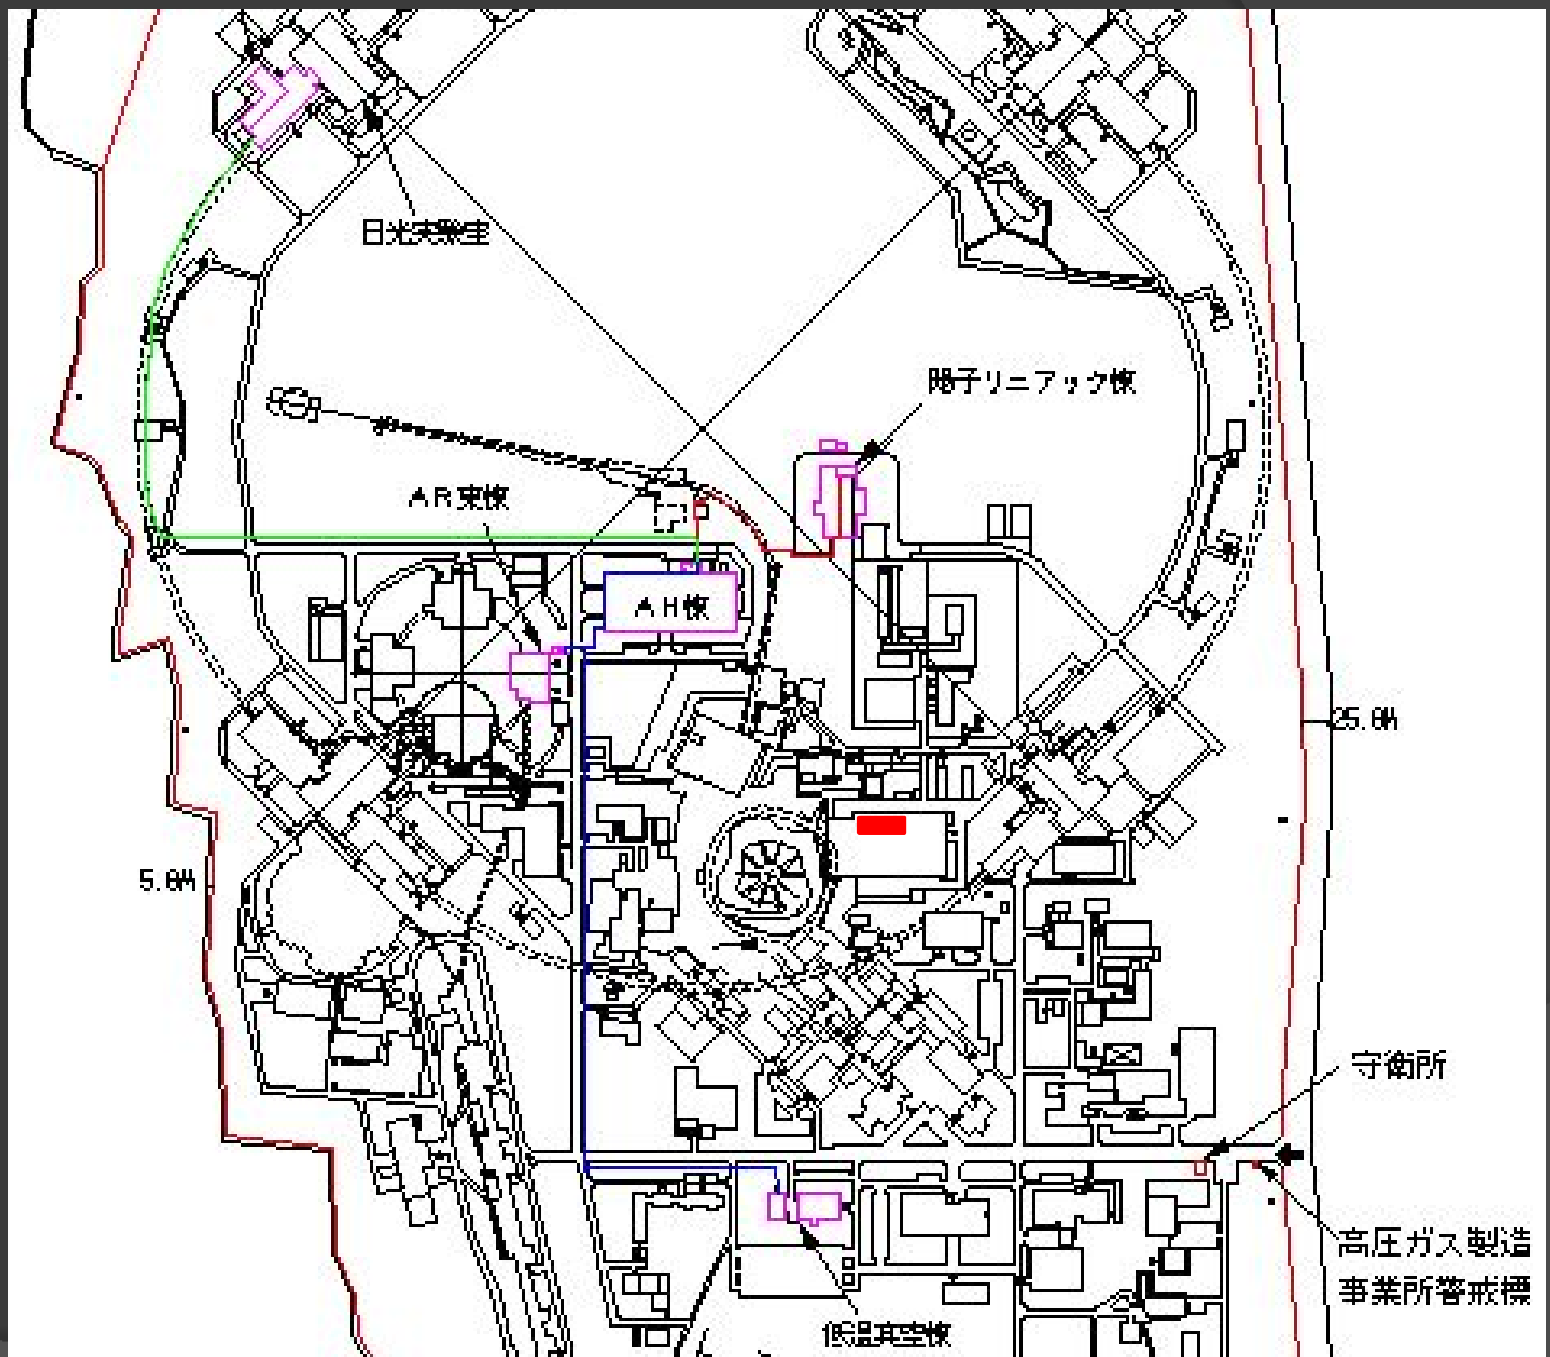 日光実験室
陽子リニアック棟
AR東棟
AH棟
25.0M
5.0M
守衛所
高圧ガス製造
事業所警戒標
低温真空棟